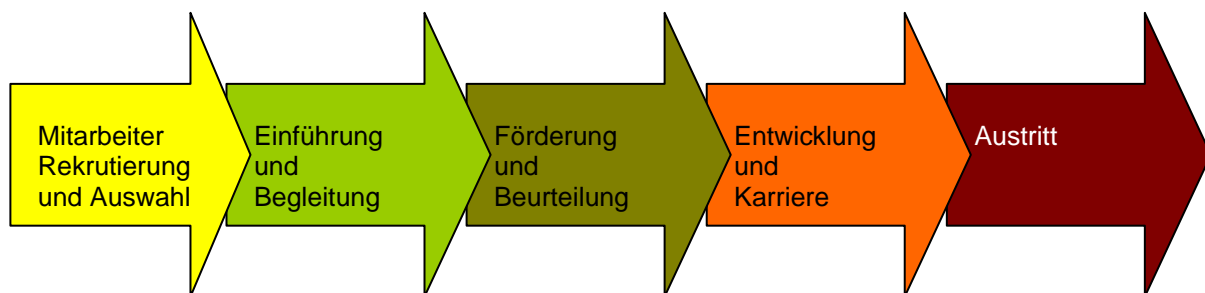 Mitarbeiter
Rekrutierung
und Auswahl
Einführung
und
Begleitung
Förderung
und
Beurteilung
Entwicklung
und
Karriere
Austritt